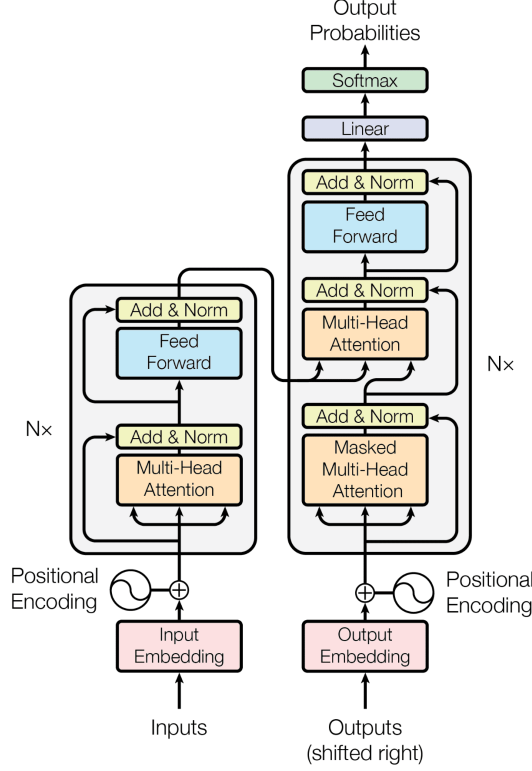 Output
Probabilities
Softmax
Linear
Add & Norm
Feed
Forward
Add & Norm
Multi-Head
Attention
Add & Norm
Masked
Multi-Head
Attention
N×
Add & Norm
Feed
Forward
Add & Norm
Multi-Head
Attention
N×
Positional
Encoding
Positional
Encoding
Input
Embedding
Output
Embedding
Inputs
Outputs
(shifted right)